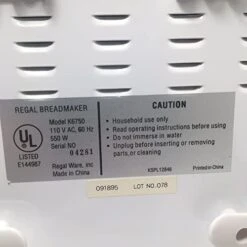 REGAL BREADMAKER
Model K6750
110 V AC, 60 Hz
550 W
Serial NO
04281
UL
LISTED
E144987
Regal Ware, Inc.
Made in China
CAUTION
• Household use only
• Read operating instructions before using
• Do not immerse in water
• Unplug before inserting or removing
parts, or cleaning
KSPL12846
Printed in China
091895
LOT NO.:078